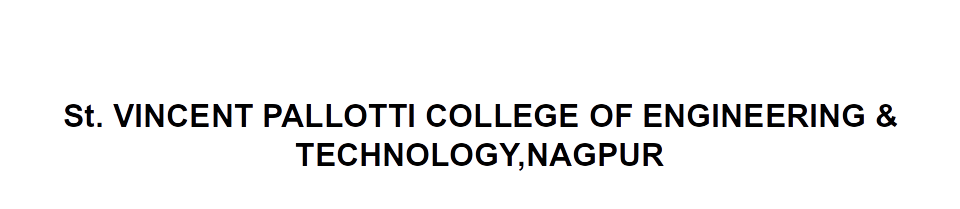 St. VINCENT PALLOTTI COLLEGE OF ENGINEERING &
TECHNOLOGY,NAGPUR